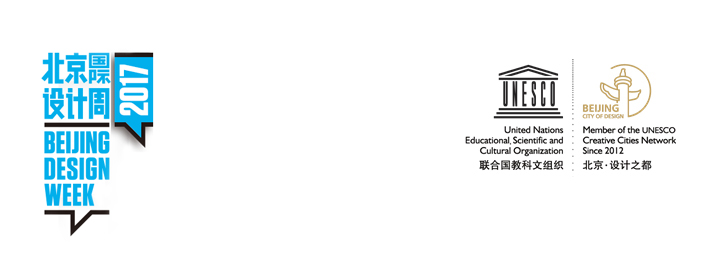 北京国际
设计周
2017
BEIJING
DESIGN
WEEK
UNESCO
United Nations
Educational, Scientific and
Cultural Organization
联合国教科文组织
BEIJING
CITY OF DESIGN
Member of the UNESCO
Creative Cities Network
Since 2012
北京·设计之都